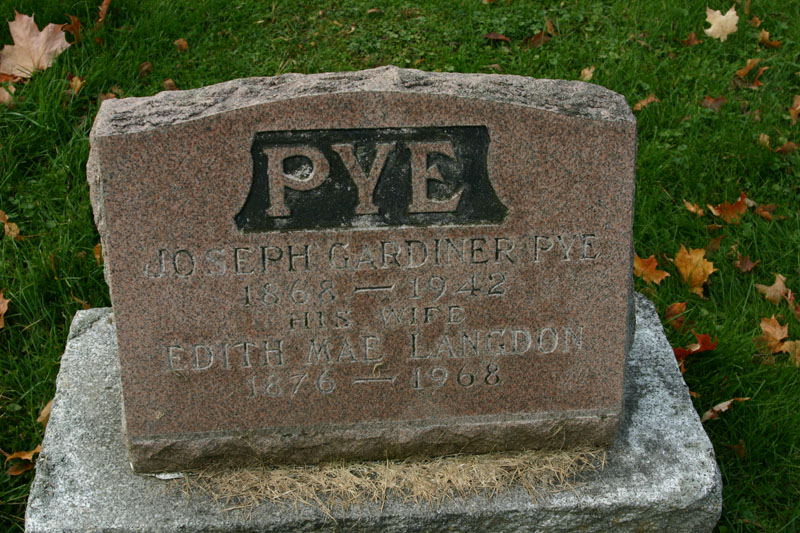 PYE
JOSEPH GARDINER PYE
1868 — 1942
HIS WIFE
EDITH MAE LANGDON
1876 — 1968